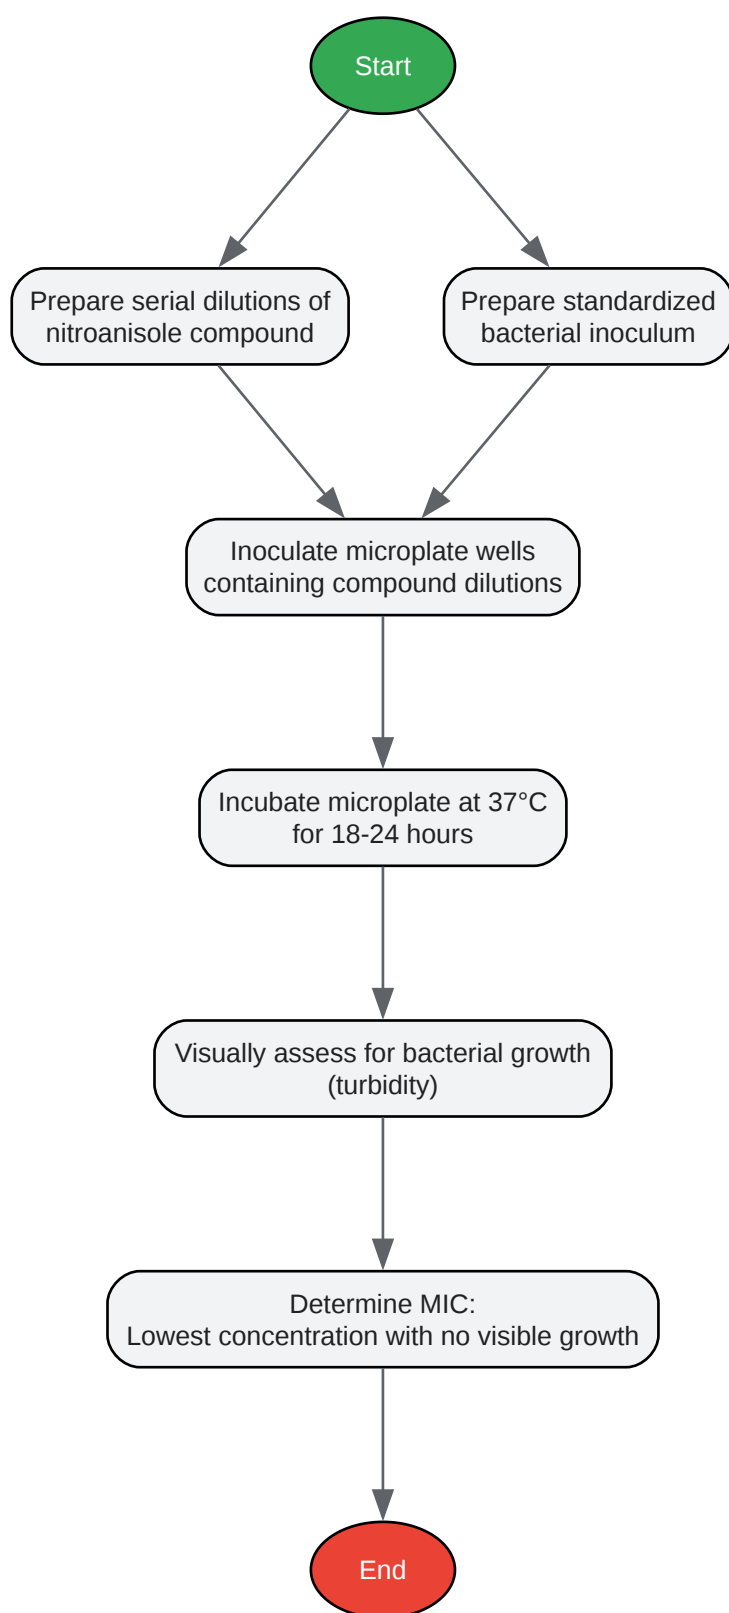 Start
Prepare serial dilutions of
nitroanisole compound
Prepare standardized
bacterial inoculum
Inoculate microplate wells
containing compound dilutions
Incubate microplate at 37°C
for 18-24 hours
Visually assess for bacterial growth
(turbidity)
Determine MIC:
Lowest concentration with no visible growth
End